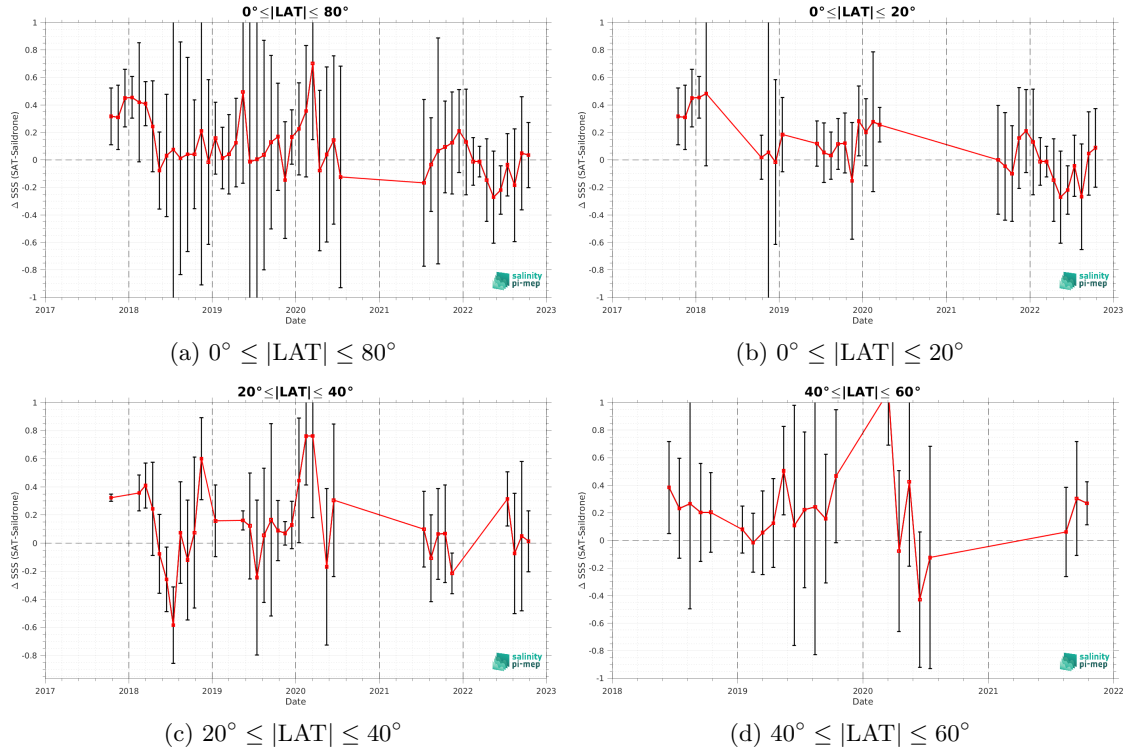 0°≤|LAT|≤ 80°
1
0.8
0.6
0.4
0.2
0
-0.2
-0.4
-0.6
-0.8
-1
Δ SSS (SAT-Saildrone)
2017 2018 2019 2020 2021 2022 2023
Date
salinity
pi-mep
(a) 0° ≤ |LAT| ≤ 80°
0°≤|LAT|≤ 20°
1
0.8
0.6
0.4
0.2
0
-0.2
-0.4
-0.6
-0.8
-1
Δ SSS (SAT-Saildrone)
2017 2018 2019 2020 2021 2022 2023
Date
salinity
pi-mep
(b) 0° ≤ |LAT| ≤ 20°
20°≤|LAT|≤ 40°
1
0.8
0.6
0.4
0.2
0
-0.2
-0.4
-0.6
-0.8
Δ SSS (SAT-Saildrone)
2017 2018 2019 2020 2021 2022 2023
Date
salinity
pi-mep
(c) 20° ≤ |LAT| ≤ 40°
40°≤|LAT|≤ 60°
1
0.8
0.6
0.4
0.2
0
-0.2
-0.4
-0.6
-0.8
-1
Δ SSS (SAT-Saildrone)
2018 2019 2020 2021 2022
Date
salinity
pi-mep
(d) 40° ≤ |LAT| ≤ 60°